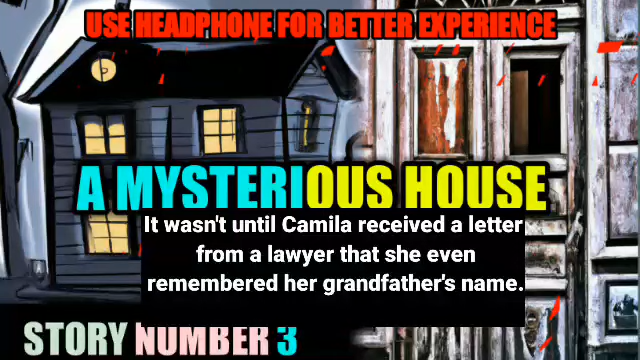 USE HEADPHONE FOR BETTER EXPERIENCE
A MYSTERIOUS HOUSE
It wasn't until Camila received a letter
from a lawyer that she even
remembered her grandfather's name.
STORY NUMBER 3